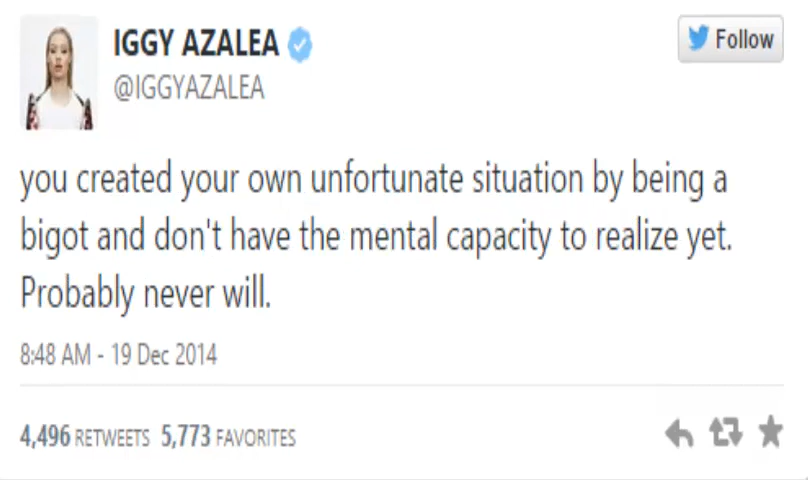 IGGY AZALEA
Follow
@IGGYAZALEA
you created your own unfortunate situation by being a
bigot and don't have the mental capacity to realize yet.
Probably never will.
8:48 AM - 19 Dec 2014
4,496 RETWEETS 5,773 FAVORITES